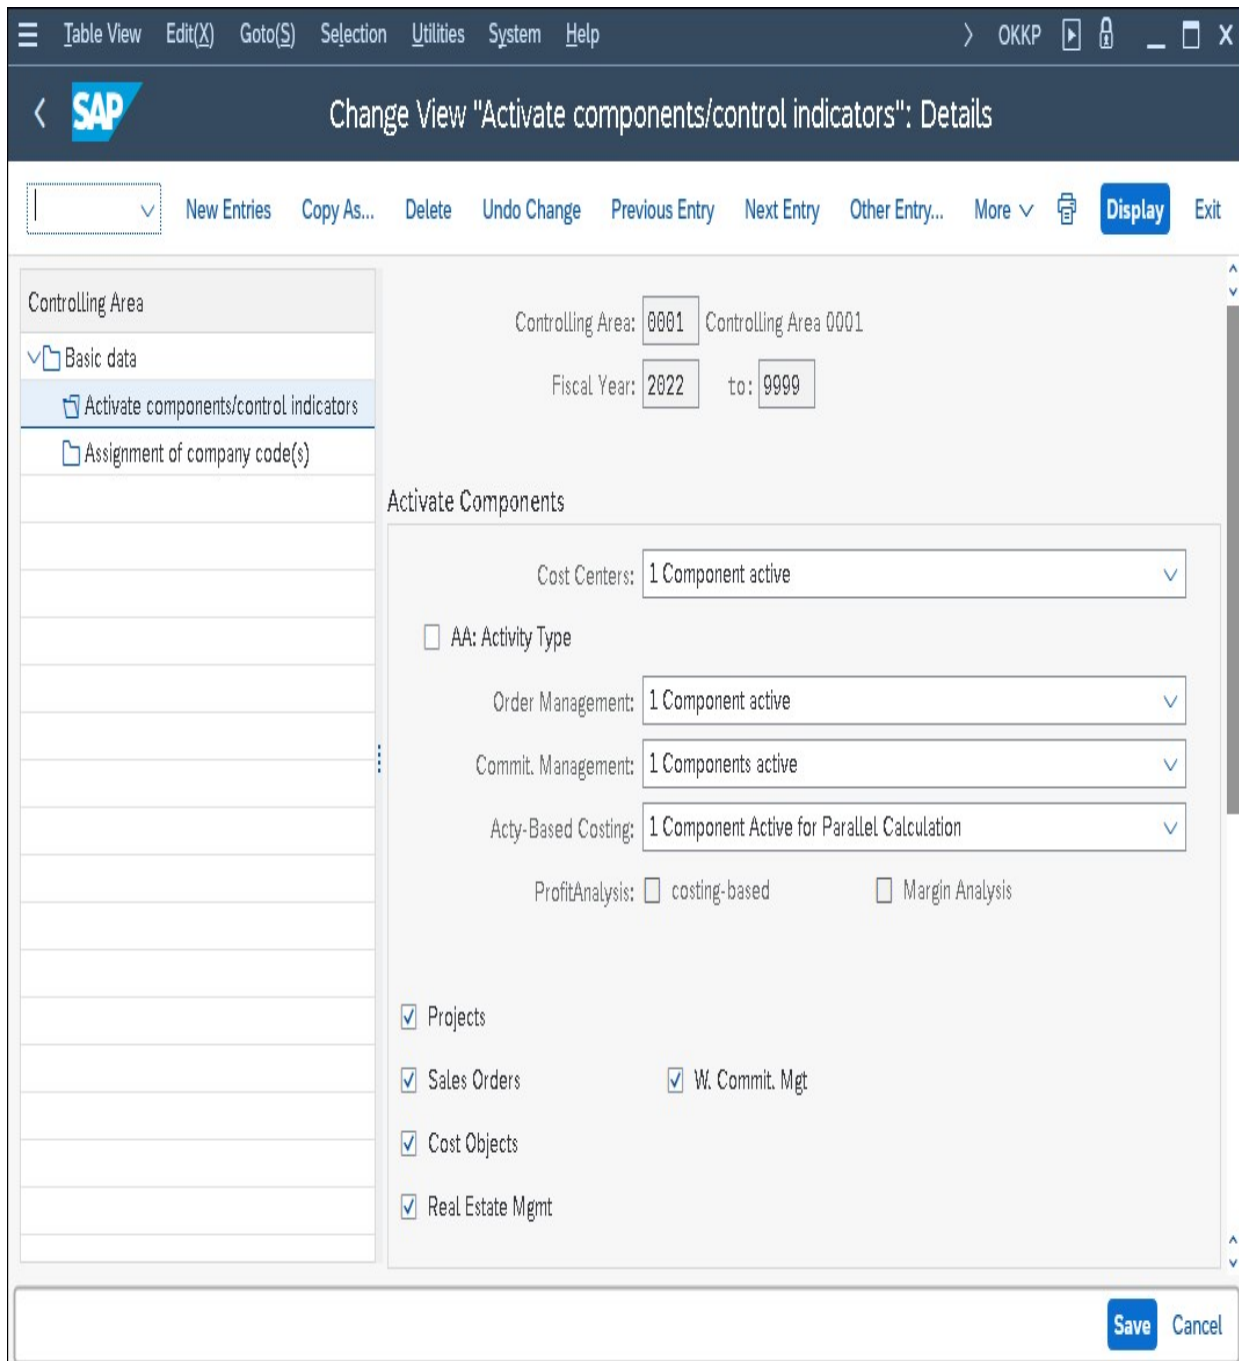 Table View Edit(X) Goto(S) Selection Utilities System Help OKKP
SAP Change View "Activate components/control indicators": Details
New Entries Copy As... Delete Undo Change Previous Entry Next Entry Other Entry... More Display Exit
Controlling Area
Basic data
Activate components/control indicators
Assignment of company code(s)
Controlling Area: 0001 Controlling Area 0001
Fiscal Year: 2022 to: 9999
Activate Components
Cost Centers: 1 Component active
AA: Activity Type
Order Management: 1 Component active
Commit. Management: 1 Components active
Acty-Based Costing: 1 Component Active for Parallel Calculation
ProfitAnalysis: costing-based Margin Analysis
Projects
Sales Orders W. Commit. Mgt
Cost Objects
Real Estate Mgmt
Save Cancel